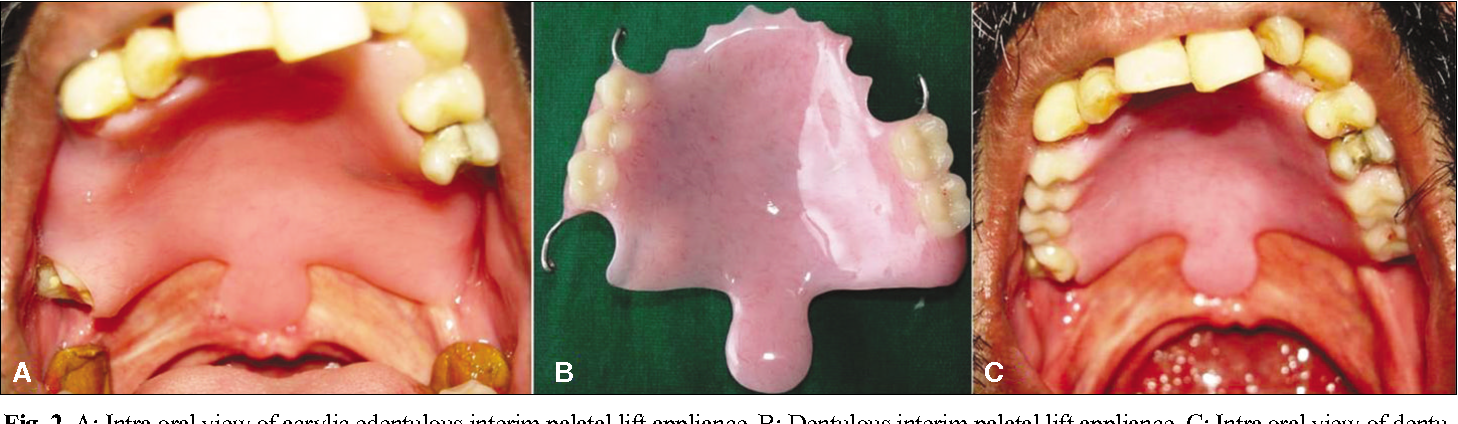 A
B
C
Fig. 2. A: Intra oral view of acrylic edentulous interim palatal lift appliance, B: Dentulous interim palatal lift appliance, C: Intra oral view of dentu